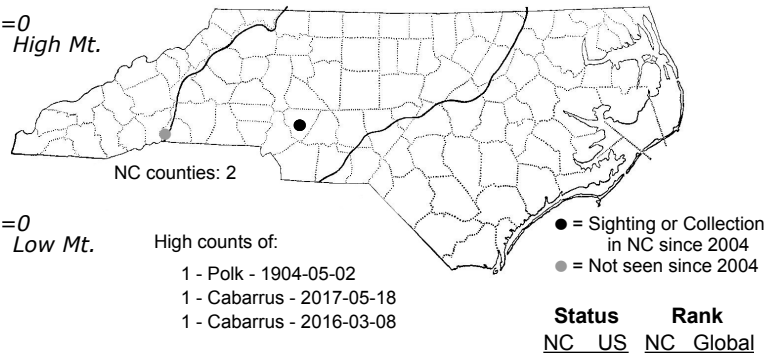 =0
High Mt.
NC counties: 2
=0
Low Mt.
High counts of:
1 - Polk - 1904-05-02
1 - Cabarrus - 2017-05-18
1 - Cabarrus - 2016-03-08
● = Sighting or Collection
in NC since 2004
● = Not seen since 2004
Status Rank
NC US NC Global